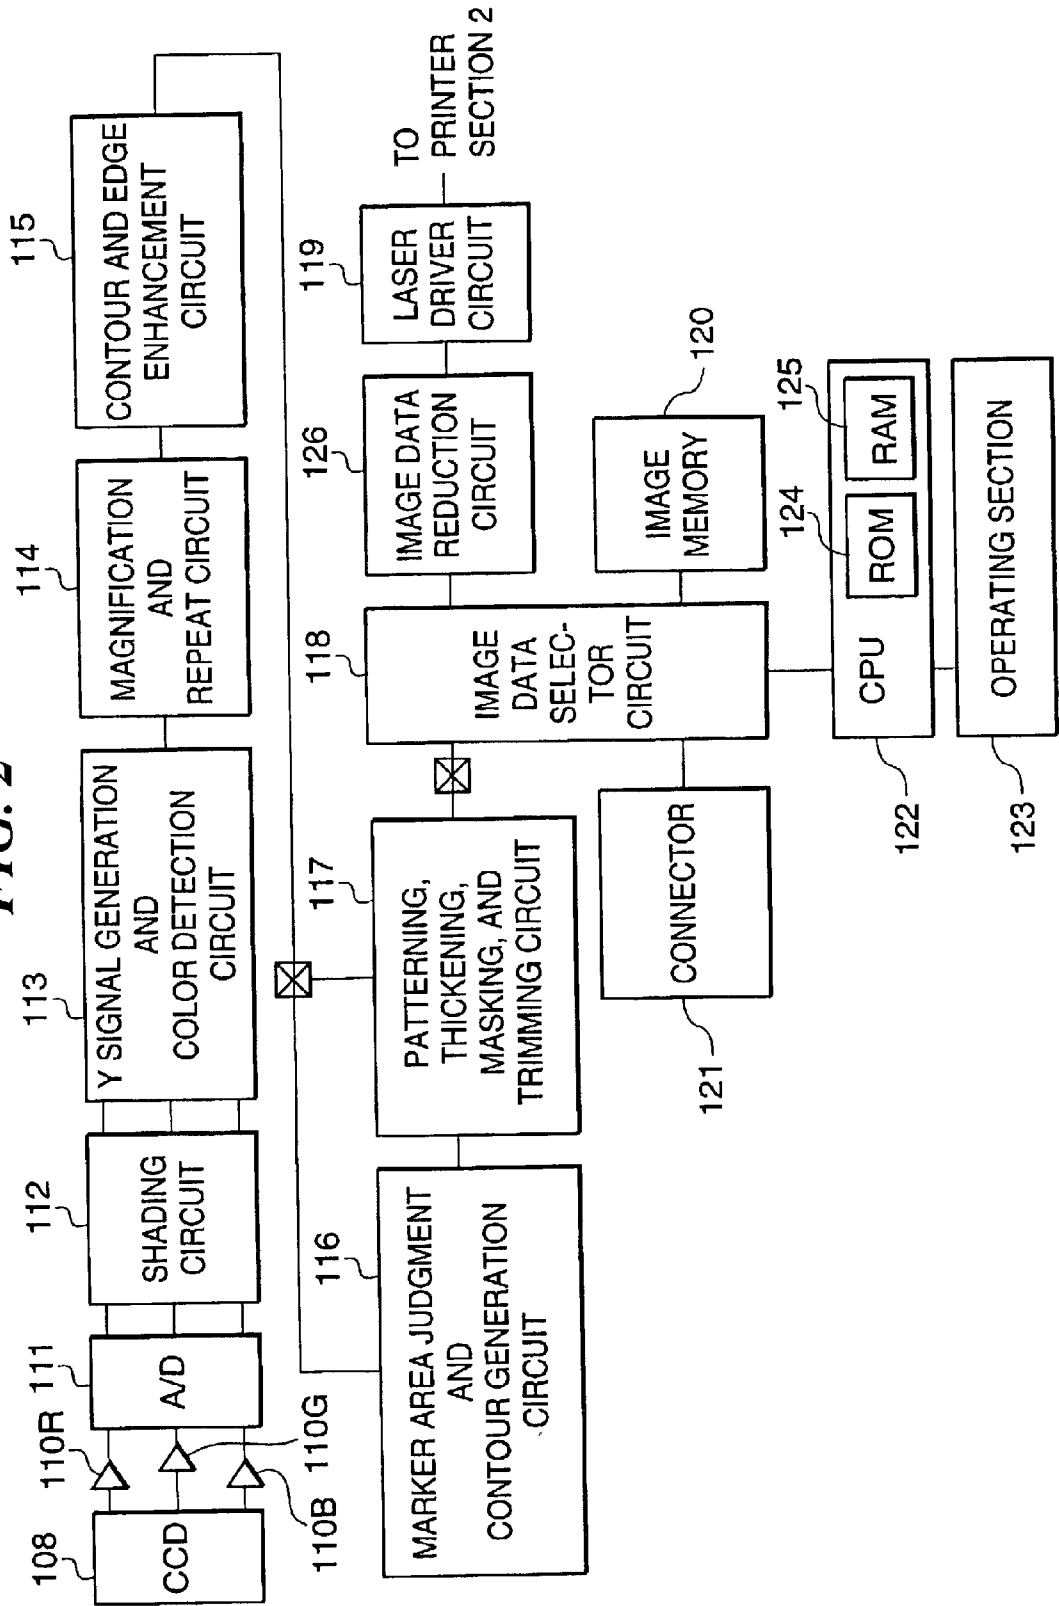 FIG. 2
108
CCD
110R
110G
110B
111
A/D
112
SHADING
CIRCUIT
113
Y SIGNAL GENERATION
AND
COLOR DETECTION
CIRCUIT
114
MAGNIFICATION
AND
REPEAT CIRCUIT
115
CONTOUR AND EDGE
ENHANCEMENT
CIRCUIT
116
MARKER AREA JUDGMENT
AND
CONTOUR GENERATION
CIRCUIT
117
PATTERNING,
THICKENING,
MASKING, AND
TRIMMING CIRCUIT
118
IMAGE
DATA
SELEC-
TOR
CIRCUIT
126
IMAGE DATA
REDUCTION
CIRCUIT
119
LASER
DRIVER
CIRCUIT
TO
PRINTER
SECTION 2
121
CONNECTOR
IMAGE
MEMORY
120
122
CPU
124
ROM
125
RAM
123
OPERATING SECTION